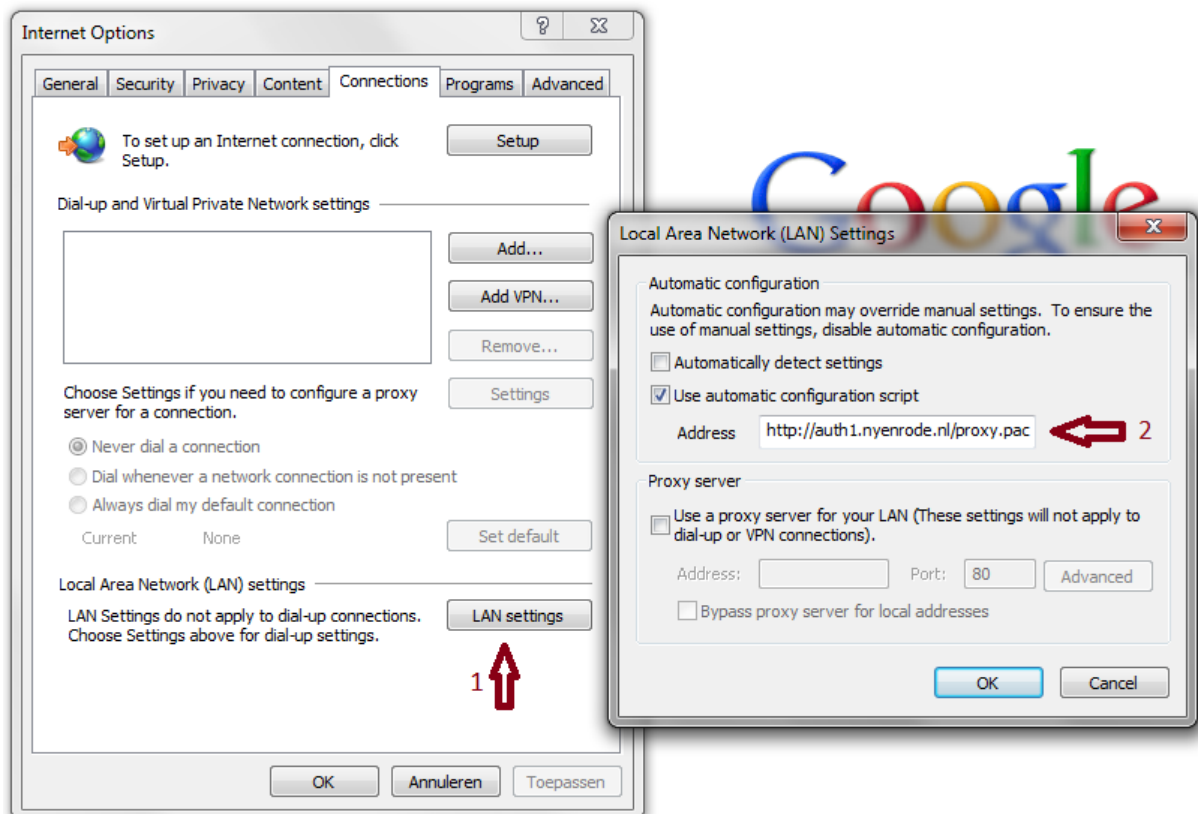 Internet Options
General Security Privacy Content Connections Programs Advanced
To set up an Internet connection, click
Setup.
Setup
Dial-up and Virtual Private Network settings
Add...
Add VPN...
Remove...
Choose Settings if you need to configure a proxy
server for a connection.
Settings
Never dial a connection
Dial whenever a network connection is not present
Always dial my default connection
Current None
Set default
Local Area Network (LAN) settings
LAN Settings do not apply to dial-up connections.
Choose Settings above for dial-up settings.
LAN settings
1
OK Annuleren Toepassen
Google
Local Area Network (LAN) Settings
Automatic configuration
Automatic configuration may override manual settings. To ensure the
use of manual settings, disable automatic configuration.
Automatically detect settings
Use automatic configuration script
Address http://auth1.nyenrode.nl/proxy.pac
2
Proxy server
Use a proxy server for your LAN (These settings will not apply to
dial-up or VPN connections).
Address: Port: 80 Advanced
Bypass proxy server for local addresses
OK Cancel